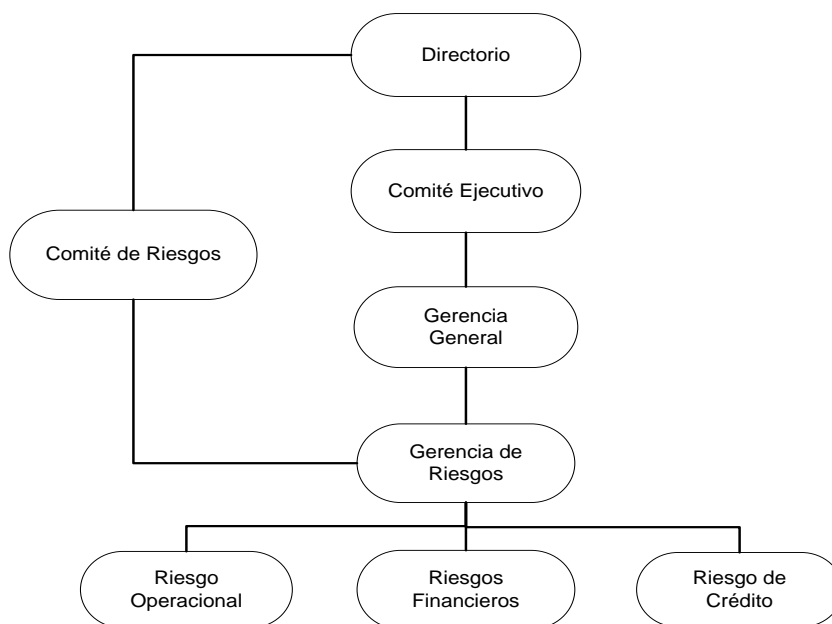 Directorio
Comité Ejecutivo
Comité de Riesgos
Gerencia
General
Gerencia de
Riesgos
Riesgo
Operacional
Riesgos
Financieros
Riesgo de
Crédito